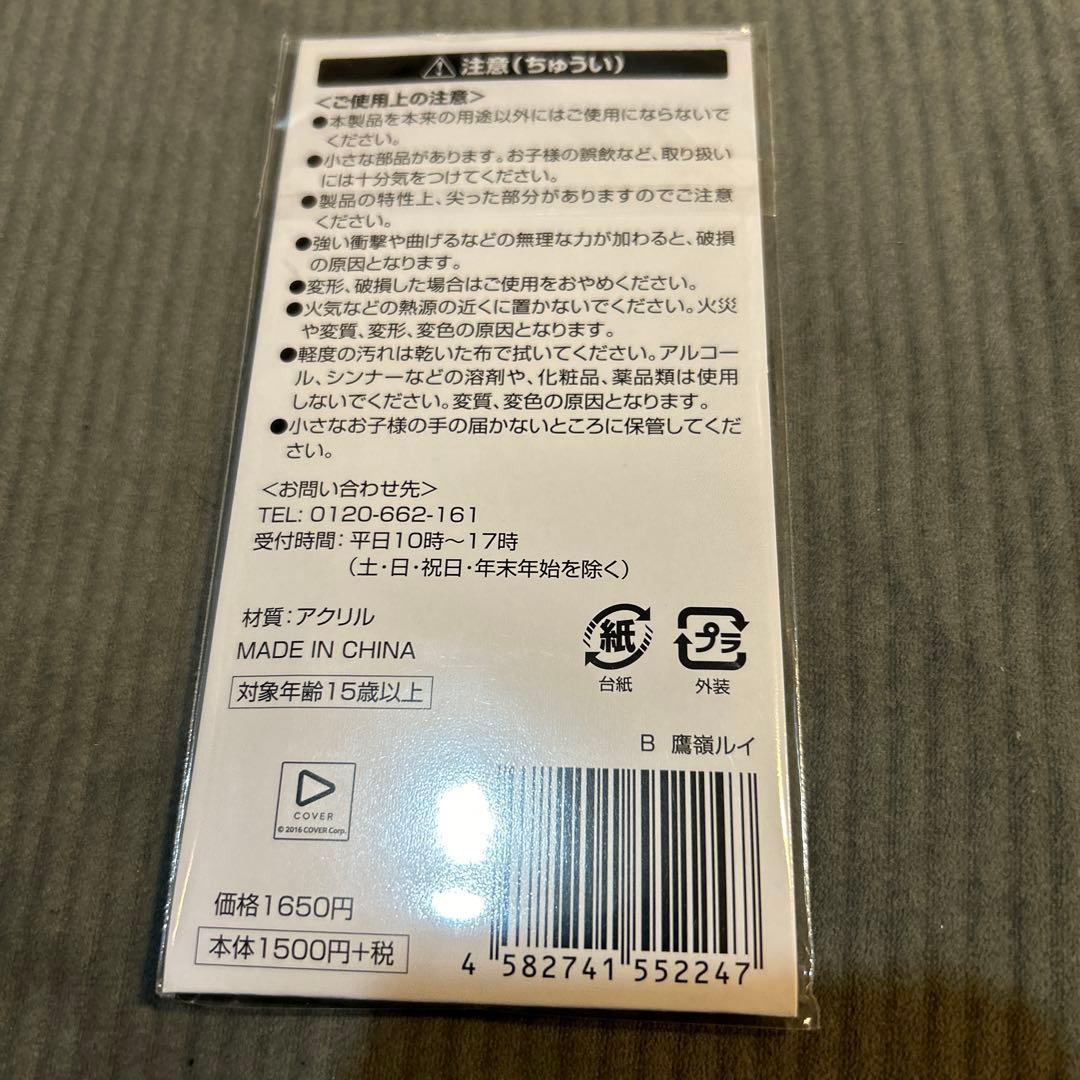 注意(ちゅうい)
<ご使用上の注意>
●本製品を本来の用途以外にはご使用にならないで
ください。
●小さな部品があります。お子様の誤飲など、取り扱い
には十分気をつけてください。
●製品の特性上、尖った部分がありますのでご注意
ください。
●強い衝撃や曲げるなどの無理な力が加わると、破損
の原因となります。
●変形、破損した場合はご使用をおやめください。
●火気などの熱源の近くに置かないでください。火災
や変質、変形、変色の原因となります。
●軽度の汚れは乾いた布で拭いてください。アルコー
ル、シンナーなどの溶剤や、化粧品、薬品類は使用
しないでください。変質、変色の原因となります。
●小さなお子様の手の届かないところに保管してくだ
さい。
<お問い合わせ先>
TEL: 0120-662-161
受付時間：平日10時～17時
(土・日・祝日・年末年始を除く)
材質：アクリル
MADE IN CHINA
対象年齢15歳以上
紙
台紙
プラ
外装
B 鷹嶺ルイ
COVER
© 2016 COVER Corp.
価格1650円
本体1500円+税
4 582741 552247